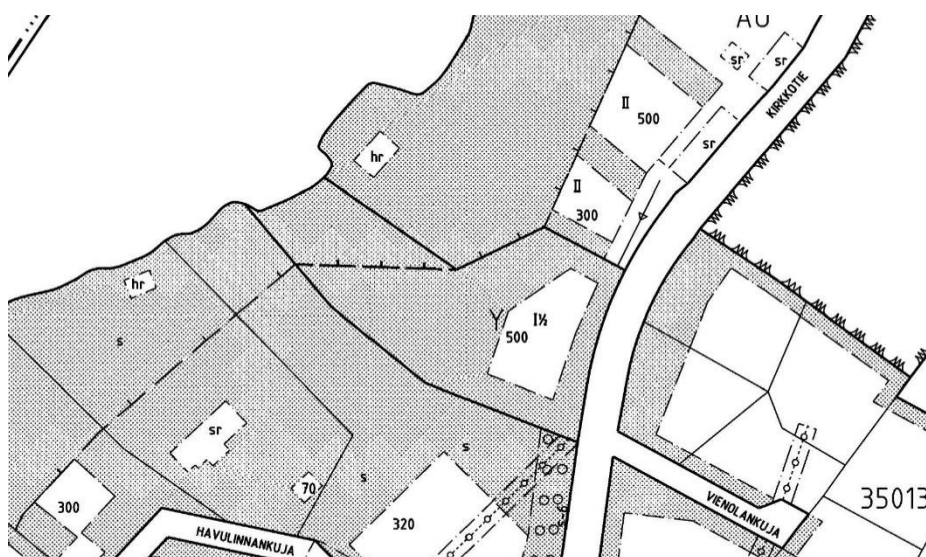 AO
sr
sr
KIRKKOTIE
II
500
sr
hr
II
300
hr
s
Y
I½
500
sr
s
s
70
300
320
HAVULINNANKUJA
VIENOLANKUJA
35013